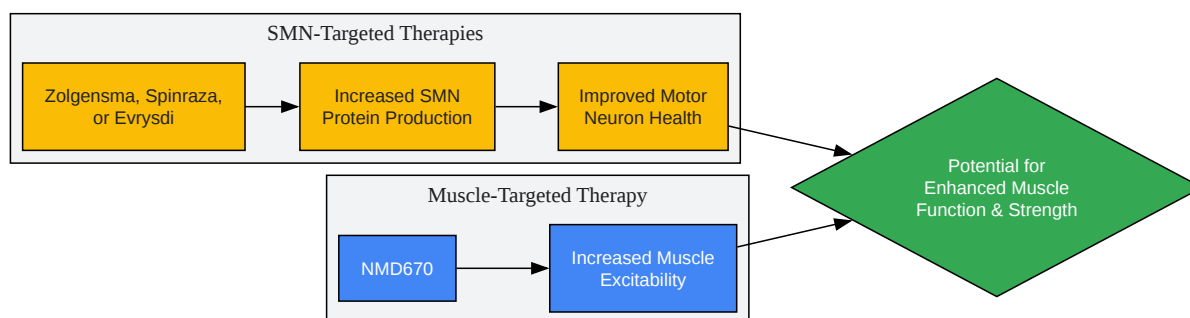 SMN-Targeted Therapies
Zolgensma, Spinraza,
or Evrysdi
Increased SMN
Protein Production
Improved Motor
Neuron Health
Muscle-Targeted Therapy
NMD670
Increased Muscle
Excitability
Potential for
Enhanced Muscle
Function & Strength